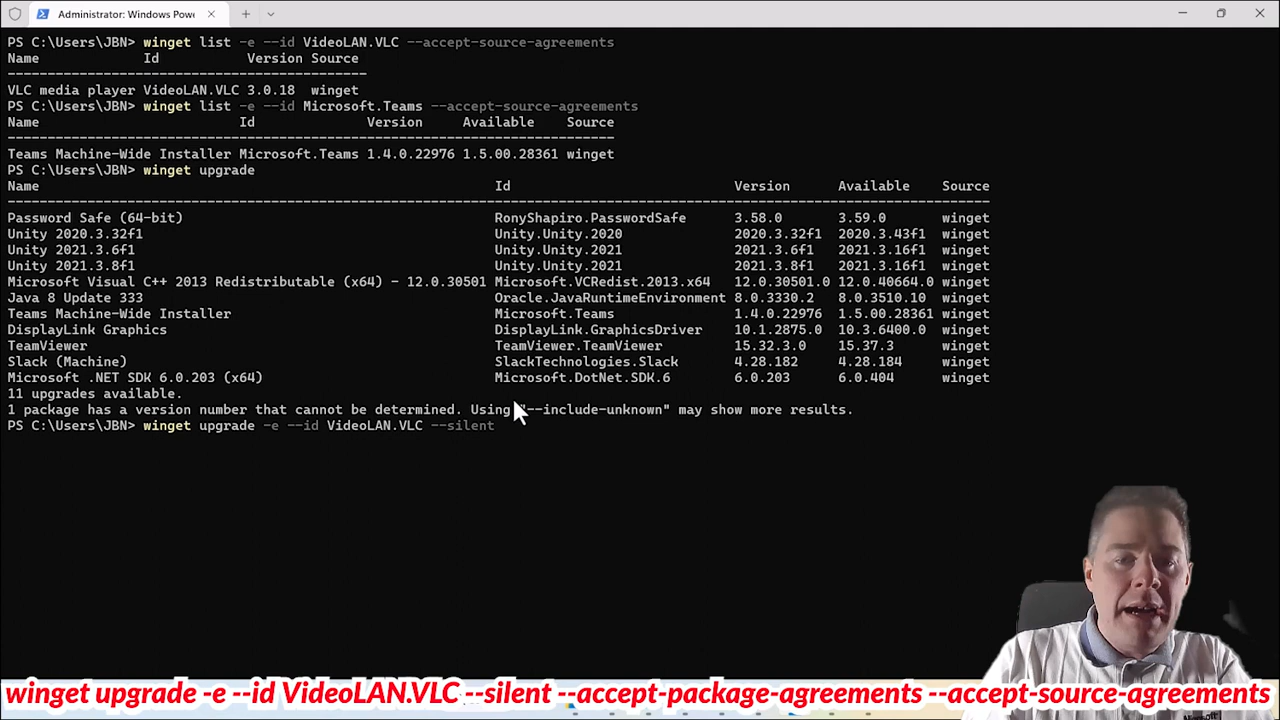 Administrator: Windows Powe
PS C:\Users\JBN> winget list -e --id VideoLAN.VLC --accept-source-agreements
Name Id Version Source
VLC media player VideoLAN.VLC 3.0.18 winget
PS C:\Users\JBN> winget list -e --id Microsoft.Teams --accept-source-agreements
Name Id Version Available Source
Teams Machine-Wide Installer Microsoft.Teams 1.4.0.22976 1.5.00.28361 winget
PS C:\Users\JBN> winget upgrade
Name Id Version Available Source
Password Safe (64-bit) RonyShapiro.PasswordSafe 3.58.0 3.59.0 winget
Unity 2020.3.32f1 Unity.Unity.2020 2020.3.32f1 2020.3.43f1 winget
Unity 2021.3.6f1 Unity.Unity.2021 2021.3.6f1 2021.3.16f1 winget
Unity 2021.3.8f1 Unity.Unity.2021 2021.3.8f1 2021.3.16f1 winget
Microsoft Visual C++ 2013 Redistributable (x64) - 12.0.30501 Microsoft.VCRedist.2013.x64 12.0.30501.0 12.0.40664.0 winget
Java 8 Update 333 Oracle.JavaRuntimeEnvironment 8.0.3330.2 8.0.3510.10 winget
Teams Machine-Wide Installer Microsoft.Teams 1.4.0.22976 1.5.00.28361 winget
DisplayLink Graphics DisplayLink.GraphicsDriver 10.1.2875.0 10.3.6400.0 winget
TeamViewer TeamViewer.TeamViewer 15.32.3.0 15.37.3 winget
Slack (Machine) SlackTechnologies.Slack 4.28.182 4.28.184 winget
Microsoft .NET SDK 6.0.203 (x64) Microsoft.DotNet.SDK.6 6.0.203 6.0.404 winget
11 upgrades available.
1 package has a version number that cannot be determined. Using "--include-unknown" may show more results.
PS C:\Users\JBN> winget upgrade -e --id VideoLAN.VLC --silent
winget upgrade -e --id VideoLAN.VLC --silent --accept-package-agreements --accept-source-agreements